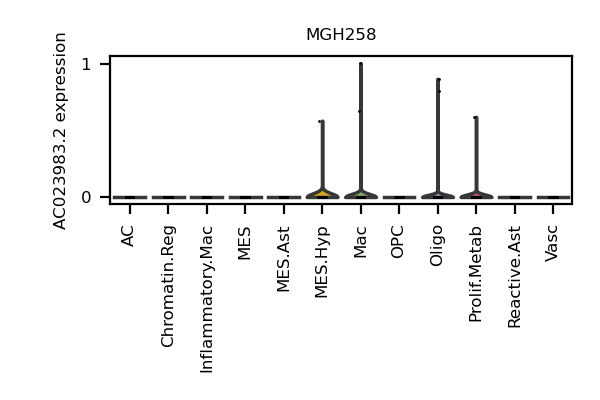 MGH258
AC023983.2 expression
1
0
AC
Chromatin.Reg
Inflammatory.Mac
MES
MES.Ast
MES.Hyp
Mac
OPC
Oligo
Prolif.Metab
Reactive.Ast
Vasc